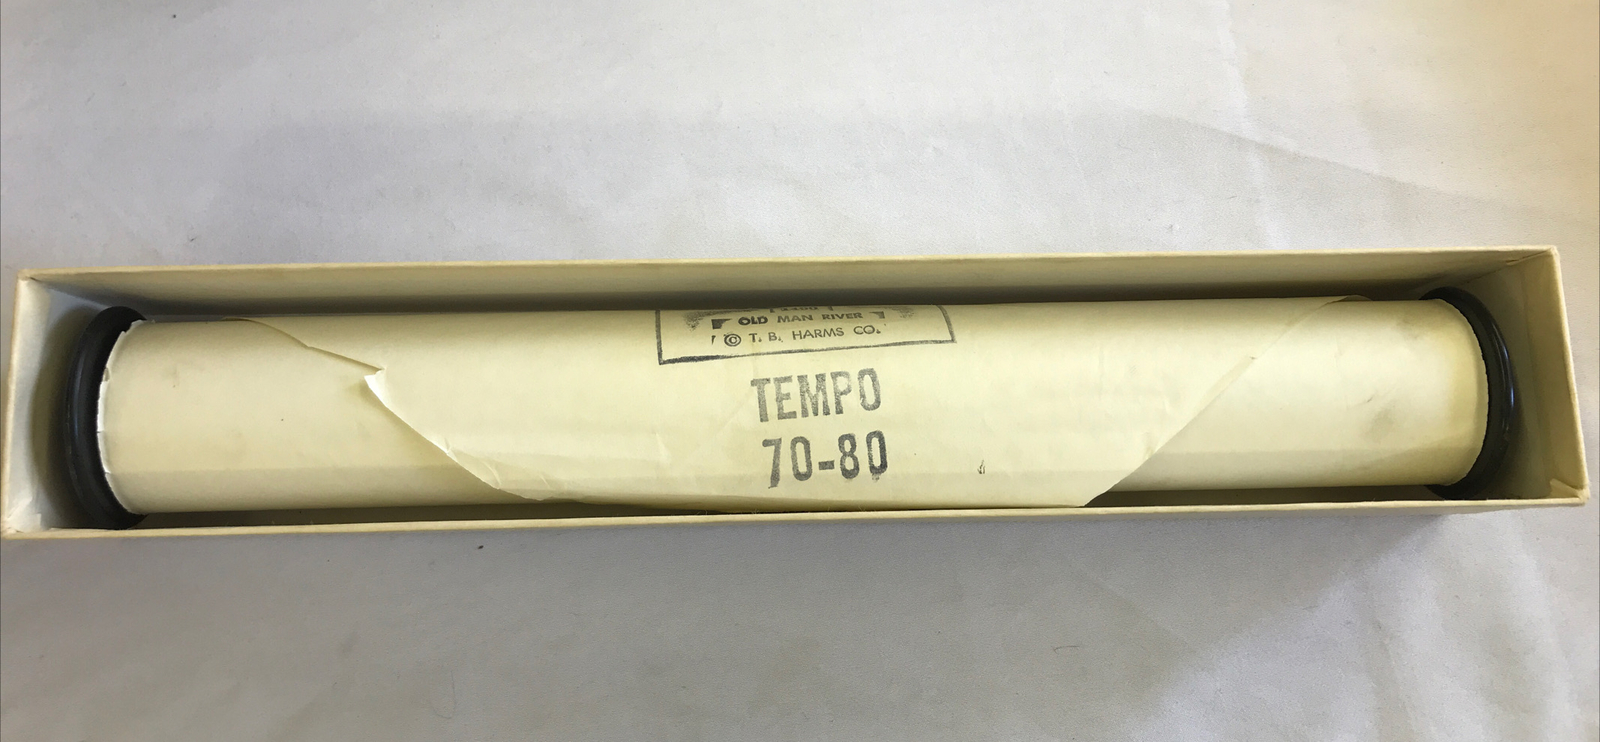 OLD MAN RIVER
© T. B. HARMS CO.
TEMPO
70-80